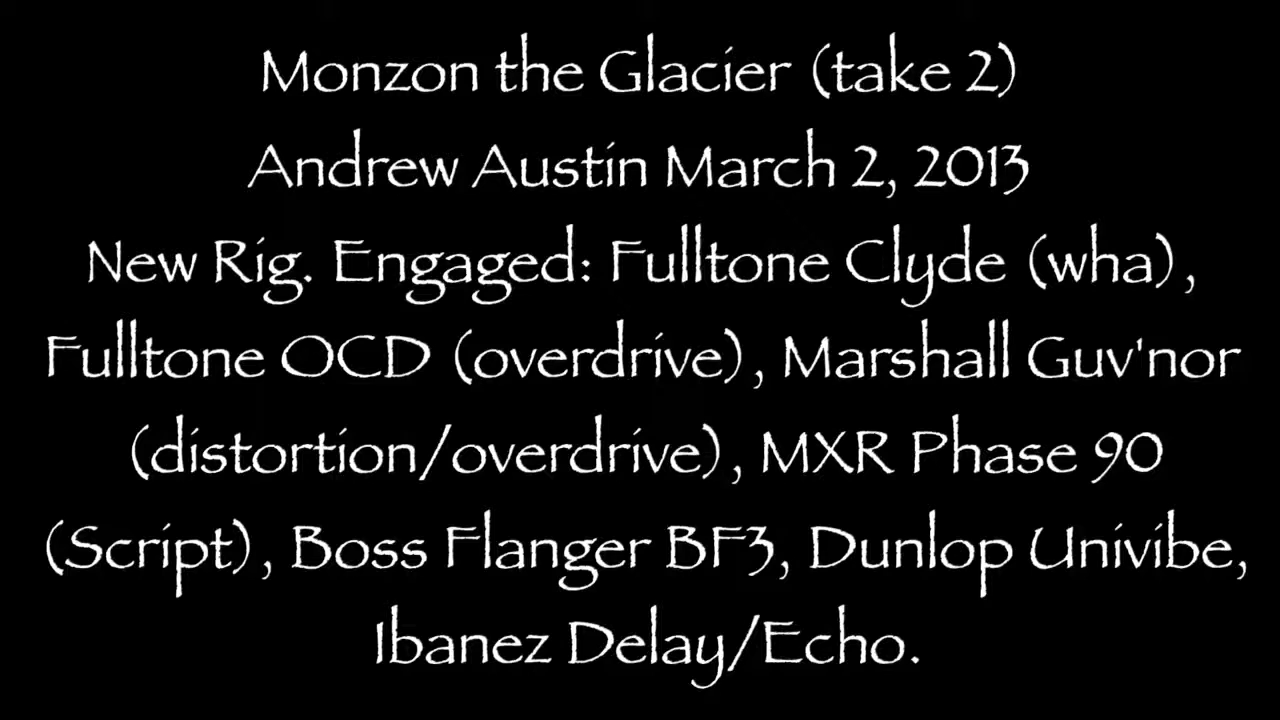 Monzon the Glacier (take 2)
Andrew Austin March 2, 2013
New Rig. Engaged: Fulltone Clyde (wha),
Fulltone OCD (overdrive), Marshall Guv'nor
(distortion/overdrive), MXR Phase 90
(Script), Boss Flanger BF3, Dunlop Univibe,
Ibanez Delay/Echo.